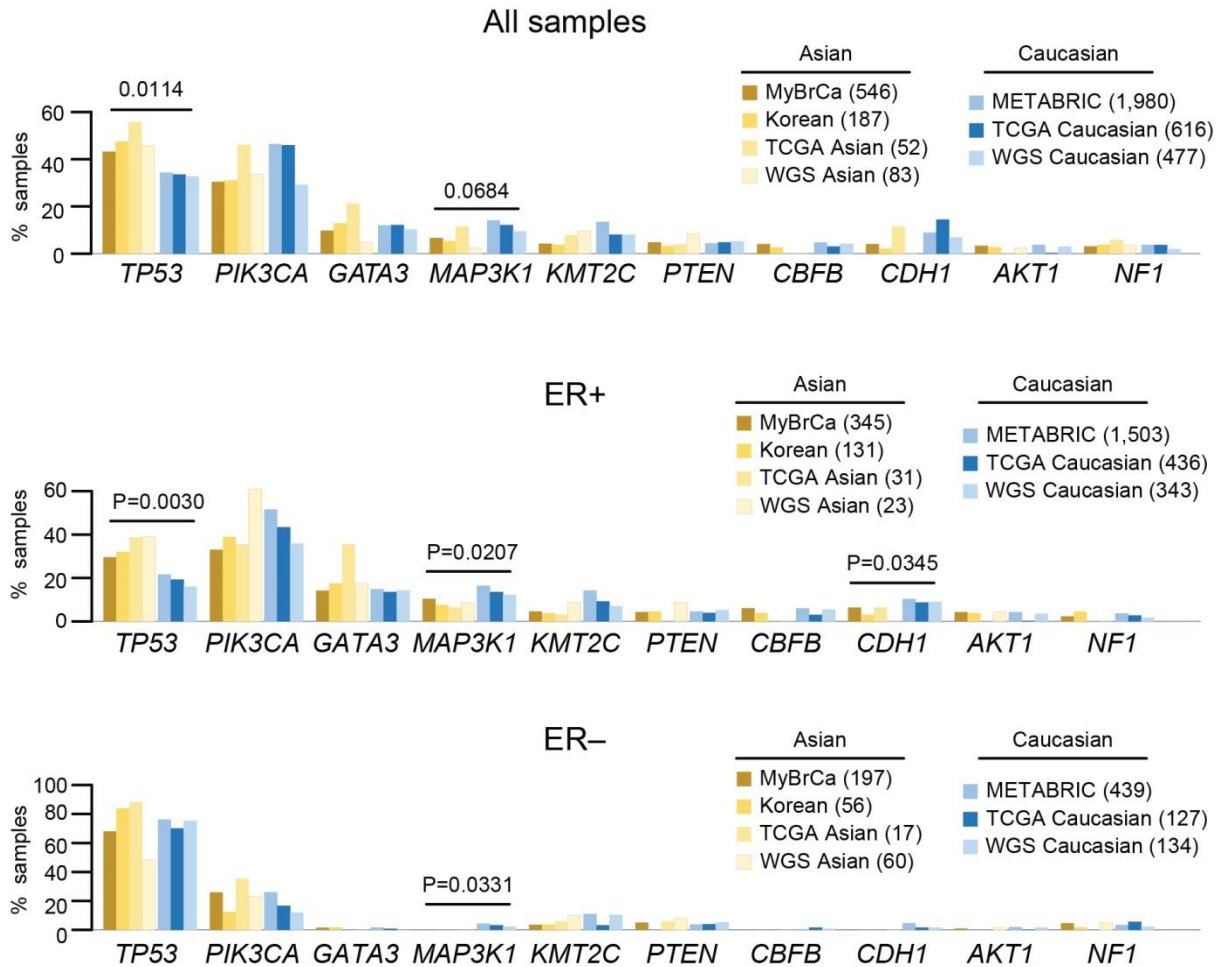 All samples
Asian
Caucasian
MyBrCa (546)
Korean (187)
TCGA Asian (52)
WGS Asian (83)
METABRIC (1,980)
TCGA Caucasian (616)
WGS Caucasian (477)
% samples
60
40
20
0
0.0114
0.0684
TP53 PIK3CA GATA3 MAP3K1 KMT2C PTEN CBFB CDH1 AKT1 NF1
ER+
Asian
Caucasian
MyBrCa (345)
Korean (131)
TCGA Asian (31)
WGS Asian (23)
METABRIC (1,503)
TCGA Caucasian (436)
WGS Caucasian (343)
% samples
60
40
20
0
P=0.0030
P=0.0207
P=0.0345
TP53 PIK3CA GATA3 MAP3K1 KMT2C PTEN CBFB CDH1 AKT1 NF1
ER–
Asian
Caucasian
MyBrCa (197)
Korean (56)
TCGA Asian (17)
WGS Asian (60)
METABRIC (439)
TCGA Caucasian (127)
WGS Caucasian (134)
% samples
100
80
60
40
20
0
P=0.0331
TP53 PIK3CA GATA3 MAP3K1 KMT2C PTEN CBFB CDH1 AKT1 NF1